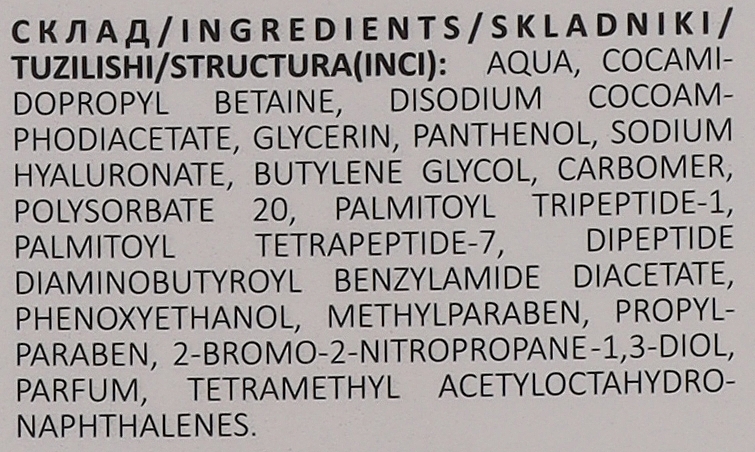 СКЛАД/INGREDIENTS/SKLADNIKI/
TUZILISHI/STRUCTURA(INCI): AQUA, COCAMI-
DOPROPYL BETAINE, DISODIUM COCOAM-
PHODIACETATE, GLYCERIN, PANTHENOL, SODIUM
HYALURONATE, BUTYLENE GLYCOL, CARBOMER,
POLYSORBATE 20, PALMITOYL TRIPEPTIDE-1,
PALMITOYL TETRAPEPTIDE-7, DIPEPTIDE
DIAMINOBUTYROYL BENZYLAMIDE DIACETATE,
PHENOXYETHANOL, METHYLPARABEN, PROPYL-
PARABEN, 2-BROMO-2-NITROPROPANE-1,3-DIOL,
PARFUM, TETRAMETHYL ACETYLOCTAHYDRO-
NAPHTHALENES.